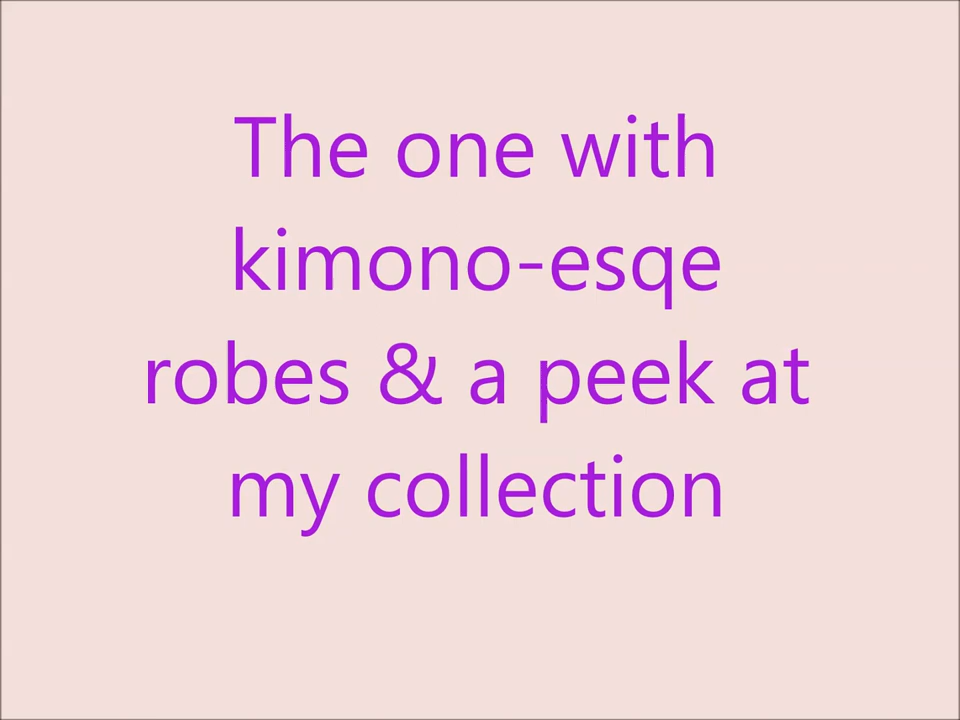 The one with
kimono-esqe
robes & a peek at
my collection